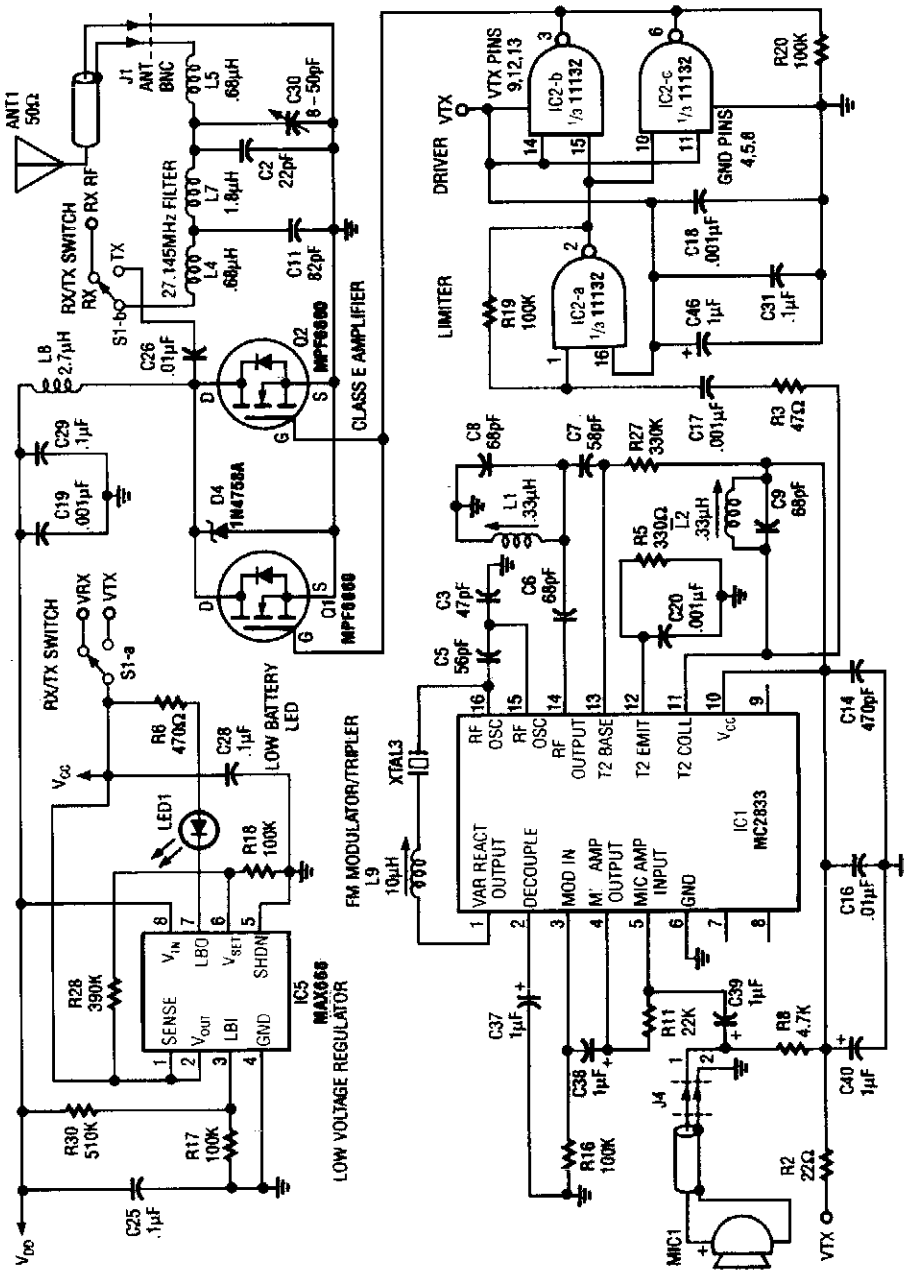 V_DD
C25
.1µF
R30
510K
R17
100K
R28
390K
1
SENSE
2
V_OUT
3
LBI
4
GND
V_IN
8
LBO
7
V_SET
6
SHDN
5
IC5
MAX666
LOW VOLTAGE REGULATOR
LED1
R18
100K
V_CC
C28
.1µF
R6
470Ω
LOW BATTERY
LED
RX/TX SWITCH
VRX
VTX
S1-a
C19
.001µF
C29
.1µF
L8
2.7µH
D
G
S
Q1
MPF6660
D4
1N4758A
D
G
S
Q2
MPF6660
CLASS E AMPLIFIER
C26
.01µF
RX/TX SWITCH
RX
RX RF
TX
S1-b
27.145MHz FILTER
L4
.68µH
C11
82pF
L7
1.8µH
C2
22pF
L5
.68µH
C30
8-50pF
J1
ANT
BNC
ANT1
50Ω
FM MODULATOR/TRIPLER
L9
10µH
XTAL3
1
VAR REACT
OUTPUT
2
DECOUPLE
3
MOD IN
4
MIC AMP
OUTPUT
5
MIC AMP
INPUT
6
GND
7
8
16
RF
OSC
15
RF
OSC
14
RF
OUTPUT
13
T2 BASE
12
T2 EMIT
11
T2 COLL
10
V_CC
9
IC1
MC2833
C37
1µF
R16
100K
C38
1µF
R11
22K
C39
1µF
J4
1
2
R8
4.7K
MIC1
R2
22Ω
VTX
C40
1µF
C16
.01µF
C14
470pF
C5
56pF
C3
47pF
C6
68pF
L1
.33µH
C8
68pF
C7
58pF
R27
330K
R5
330Ω
C20
.001µF
L2
.33µH
C9
68pF
R3
47Ω
C17
.001µF
LIMITER
R19
100K
1
16
2
IC2-a
1/3 11132
C46
1µF
C31
.1µF
C18
.001µF
DRIVER
VTX
VTX PINS
9,12,13
14
15
3
IC2-b
1/3 11132
10
11
6
IC2-c
1/3 11132
GND PINS
4,5,8
R20
100K